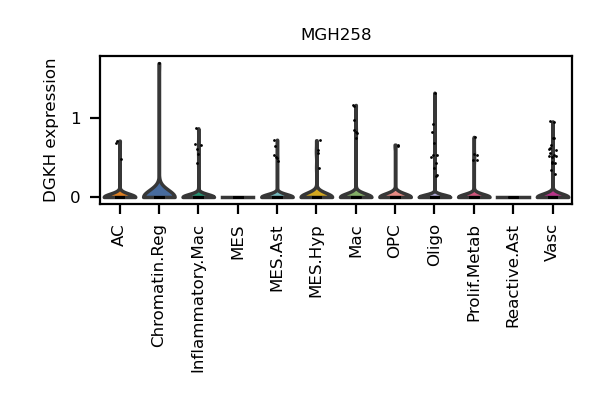 MGH258
DGKH expression
1
0
AC
Chromatin.Reg
Inflammatory.Mac
MES
MES.Ast
MES.Hyp
Mac
OPC
Oligo
Prolif.Metab
Reactive.Ast
Vasc